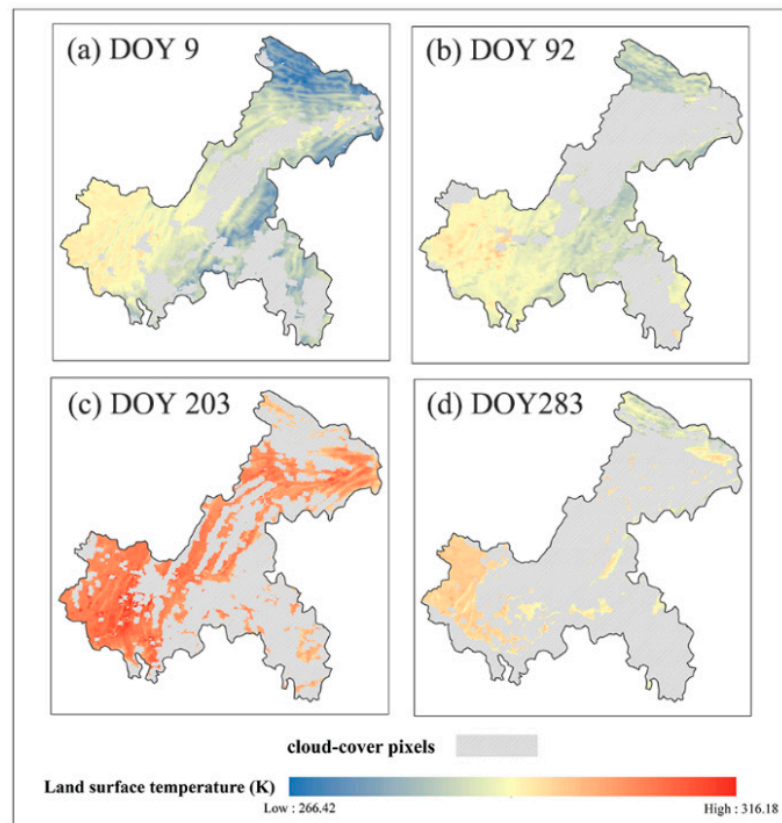 (a) DOY 9
(b) DOY 92
(c) DOY 203
(d) DOY283
cloud-cover pixels
Land surface temperature (K)
Low : 266.42
High : 316.18